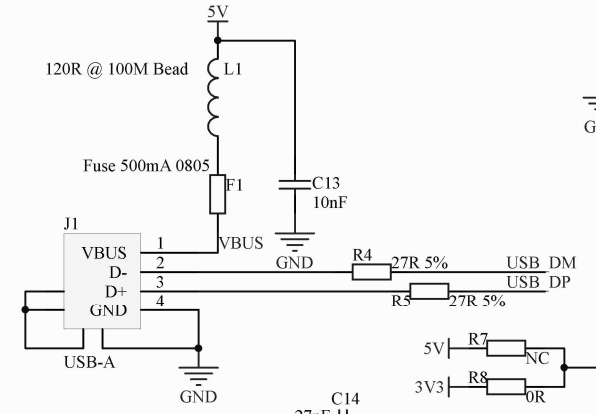 5V
120R @ 100M Bead
L1
Fuse 500mA 0805
F1
C13
10nF
J1
VBUS
1
VBUS
GND
D-
2
R4
27R 5%
USB_DM
D+
3
R5
27R 5%
USB_DP
GND
4
USB-A
GND
5V
R7
NC
3V3
R8
0R
C14
G